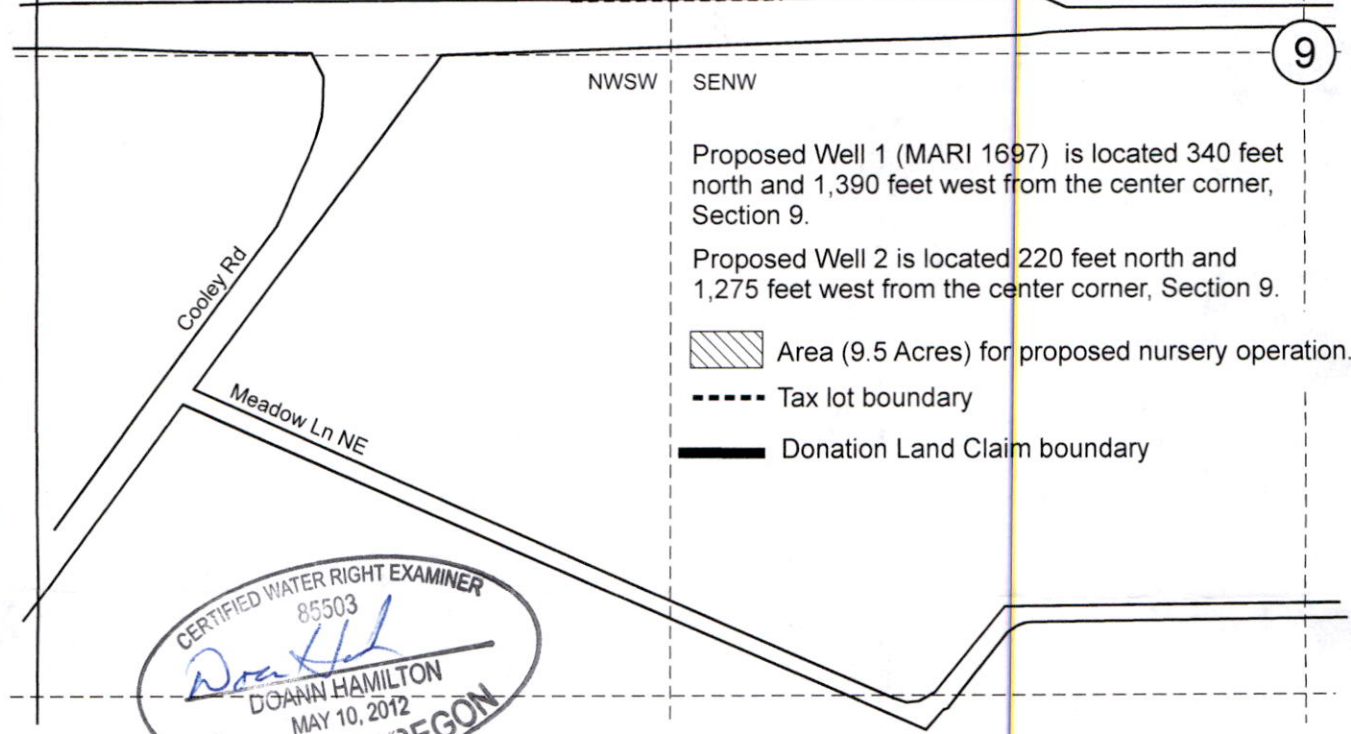 9
NWSW SENW
Proposed Well 1 (MARI 1697) is located 340 feet
north and 1,390 feet west from the center corner,
Section 9.
Proposed Well 2 is located 220 feet north and
1,275 feet west from the center corner, Section 9.
Cooley Rd
Area (9.5 Acres) for proposed nursery operation.
Tax lot boundary
Meadow Ln NE
Donation Land Claim boundary
CERTIFIED WATER RIGHT EXAMINER
85503
DOANN HAMILTON
MAY 10, 2012